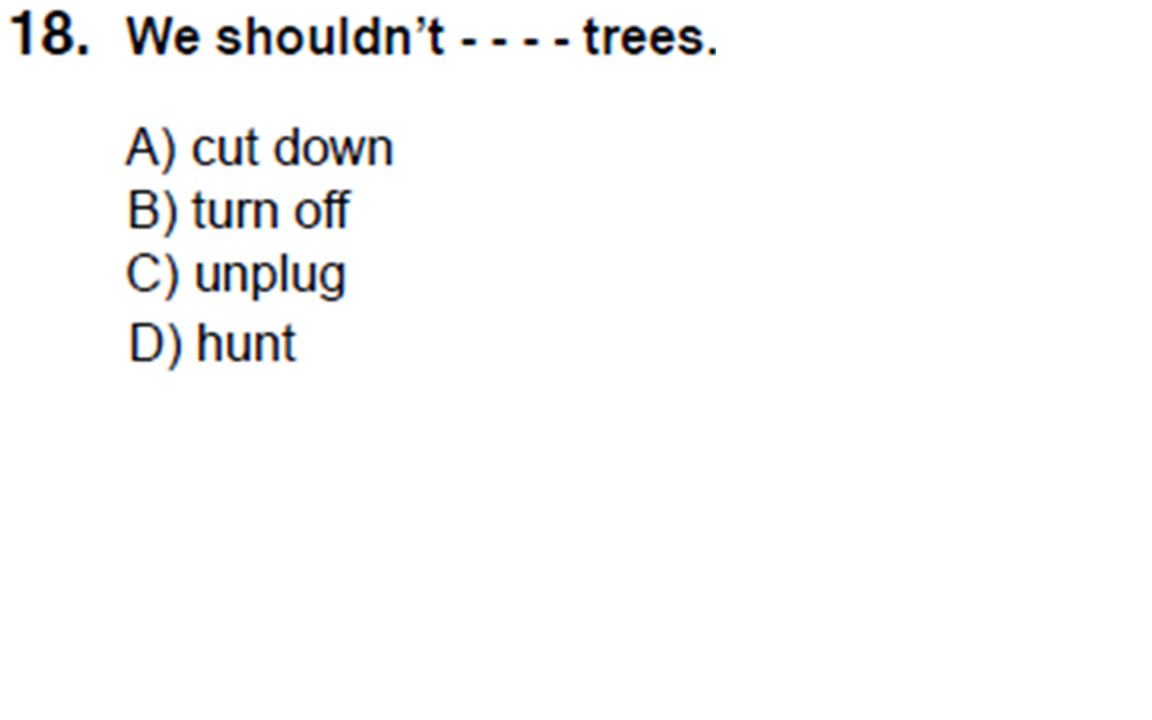 18. We shouldn’t - - - - trees.
A) cut down
B) turn off
C) unplug
D) hunt